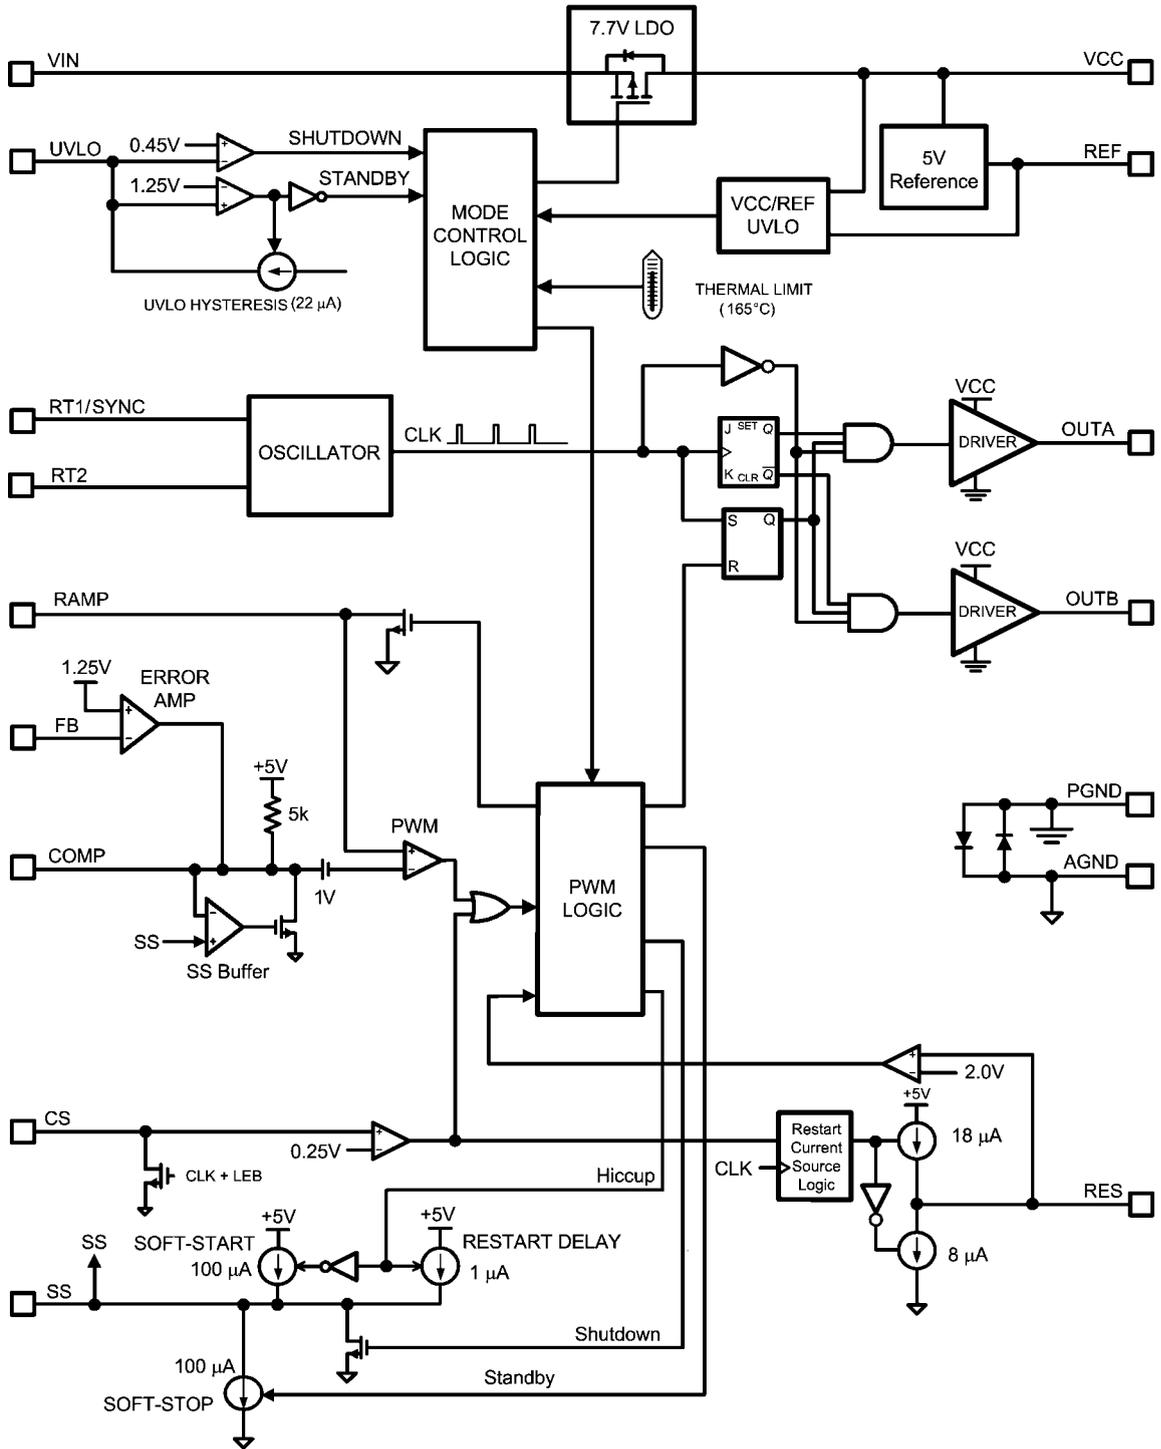 7.7V LDO
VIN
VCC
UVLO
0.45V
+
−
SHUTDOWN
1.25V
−
+
STANDBY
MODE
CONTROL
LOGIC
VCC/REF
UVLO
5V
Reference
REF
UVLO HYSTERESIS (22 µA)
THERMAL LIMIT
(165°C)
RT1/SYNC
RT2
OSCILLATOR
CLK
J SET Q
K CLR Q̅
S Q
R
VCC
DRIVER
OUTA
VCC
DRIVER
OUTB
RAMP
1.25V
ERROR
AMP
+
−
FB
+5V
5k
COMP
1V
PWM
+
−
−
+
SS
SS Buffer
PWM
LOGIC
PGND
AGND
+
−
2.0V
CS
0.25V
+
−
CLK + LEB
Restart
Current
Source
Logic
CLK
+5V
18 µA
RES
8 µA
Hiccup
+5V
SOFT-START
100 µA
+5V
RESTART DELAY
1 µA
SS
SS
Shutdown
100 µA
SOFT-STOP
Standby